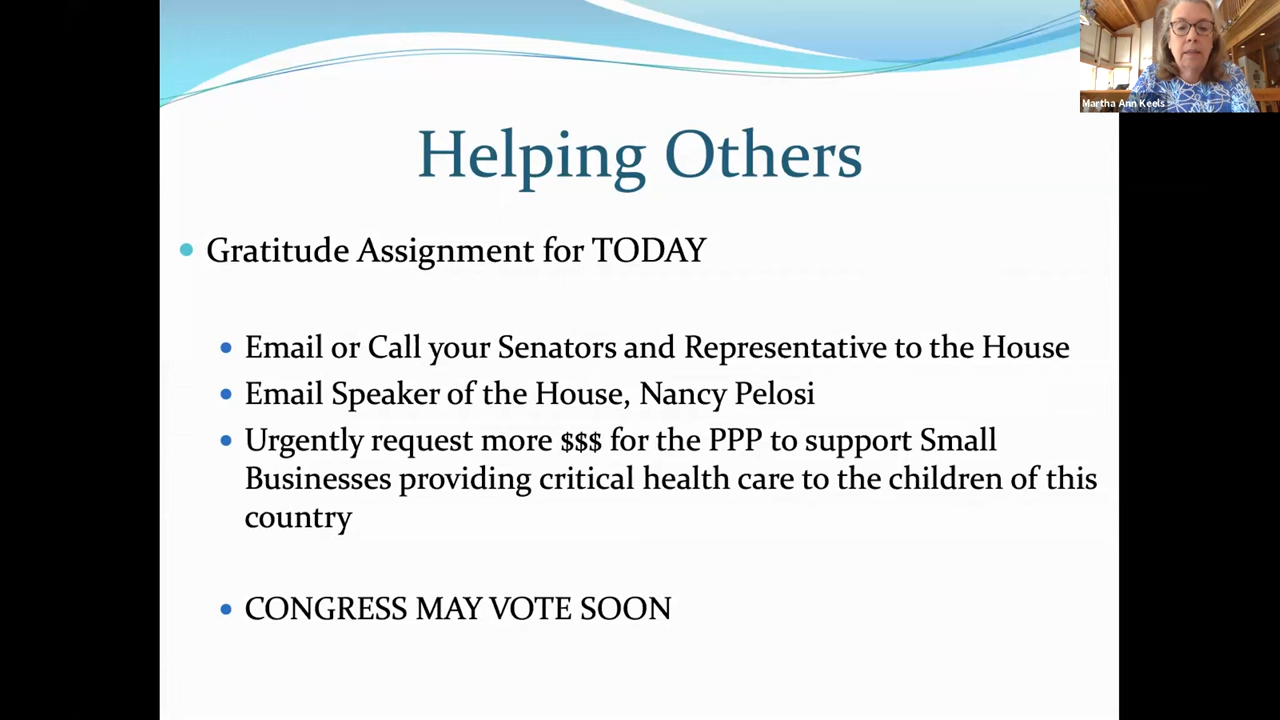 Martha Ann Keels
Helping Others
Gratitude Assignment for TODAY
Email or Call your Senators and Representative to the House
Email Speaker of the House, Nancy Pelosi
Urgently request more $$$ for the PPP to support Small
Businesses providing critical health care to the children of this
country
CONGRESS MAY VOTE SOON